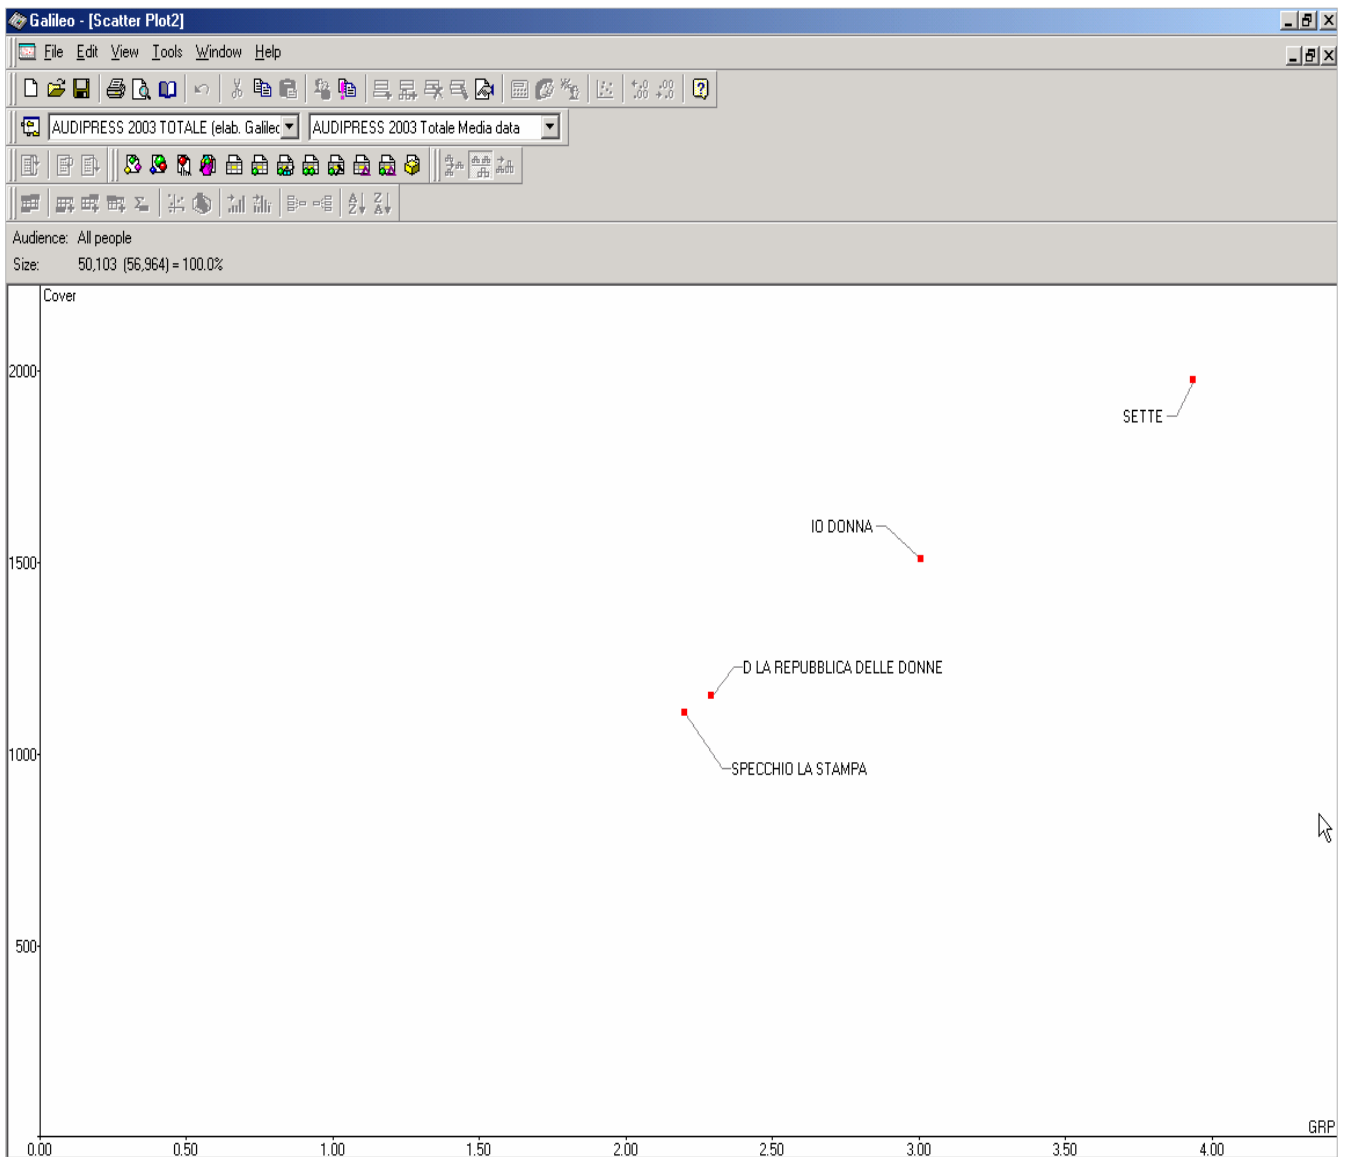 Galileo - [Scatter Plot2]
File Edit View Tools Window Help
AUDIPRESS 2003 TOTALE (elab. Galilec AUDIPRESS 2003 Totale Media data
Audience: All people
Size: 50,103 (56,964) = 100.0%
Cover
2000
SETTE
IO DONNA
1500
D LA REPUBBLICA DELLE DONNE
1000
SPECCHIO LA STAMPA
500
GRP
0.00 0.50 1.00 1.50 2.00 2.50 3.00 3.50 4.00